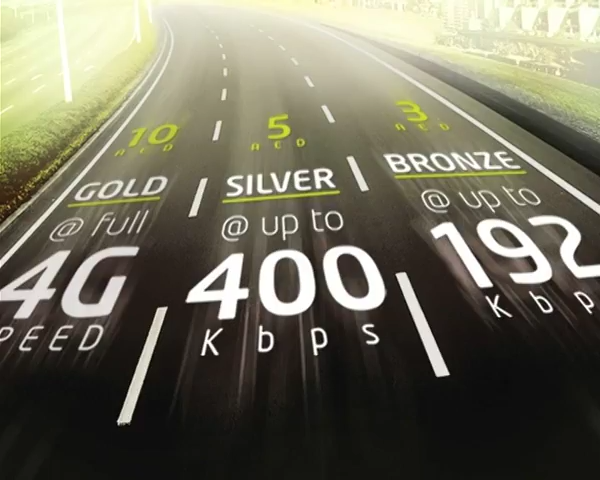 10
AED
GOLD
@ full
4G
PEED
5
AED
SILVER
@ up to
400
Kbps
3
AED
BRONZE
@ up to
192
Kbp